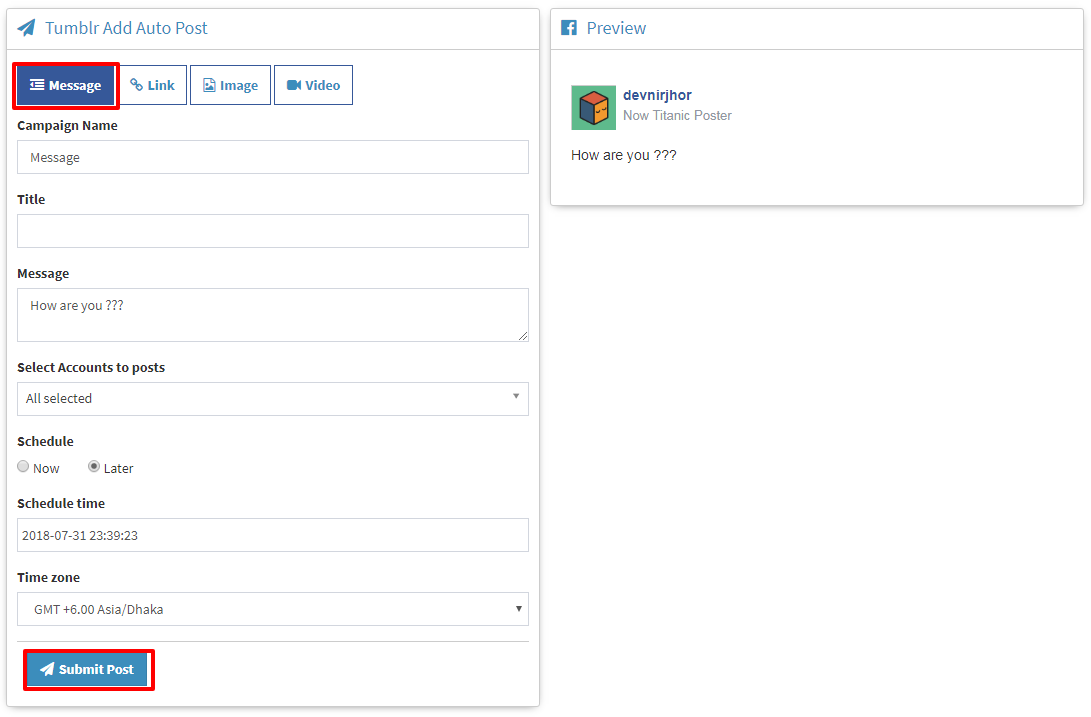 Tumblr Add Auto Post
Message Link Image Video
Campaign Name
Message
Title
Message
How are you ???
Select Accounts to posts
All selected
Schedule
Now Later
Schedule time
2018-07-31 23:39:23
Time zone
GMT +6.00 Asia/Dhaka
Submit Post
Preview
devnirjhor
Now Titanic Poster
How are you ???